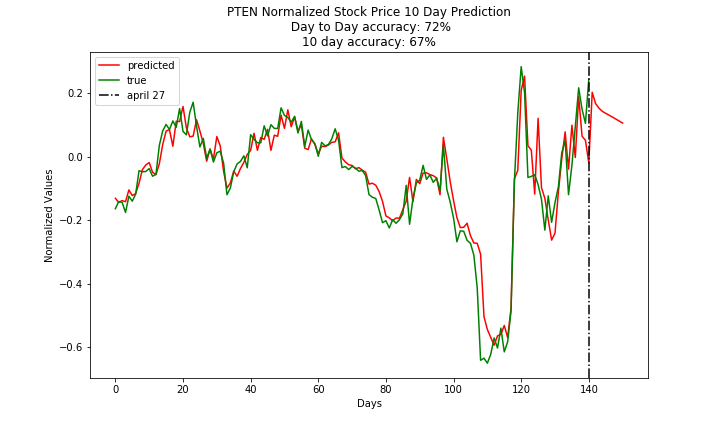 PTEN Normalized Stock Price 10 Day Prediction
Day to Day accuracy: 72%
10 day accuracy: 67%
predicted
true
april 27
Normalized Values
0.2
0.0
−0.2
−0.4
−0.6
0 20 40 60 80 100 120 140
Days